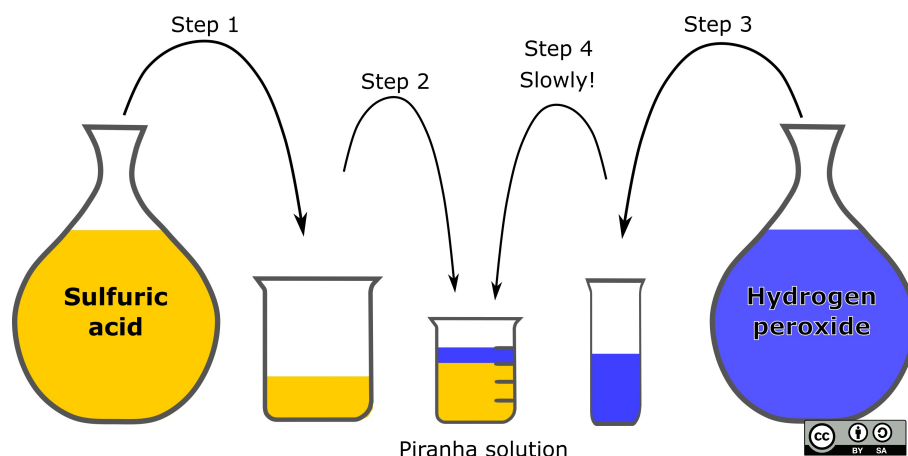 Step 1
Step 2
Step 4
Slowly!
Step 3
Sulfuric
acid
Hydrogen
peroxide
Piranha solution
cc
BY SA